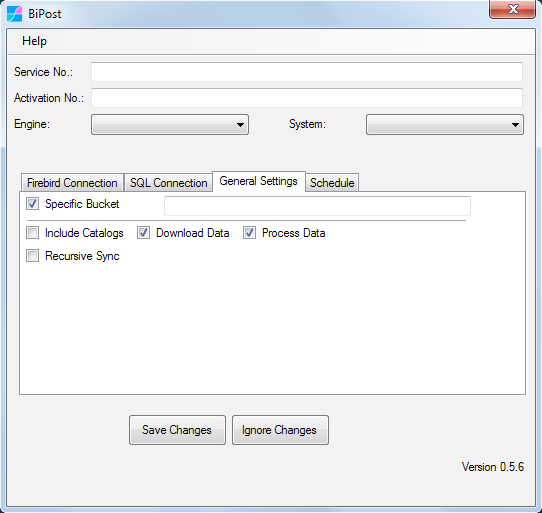 BiPost
Help
Service No.:
Activation No.:
Engine: System:
Firebird Connection SQL Connection General Settings Schedule
Specific Bucket
Include Catalogs Download Data Process Data
Recursive Sync
Save Changes Ignore Changes
Version 0.5.6